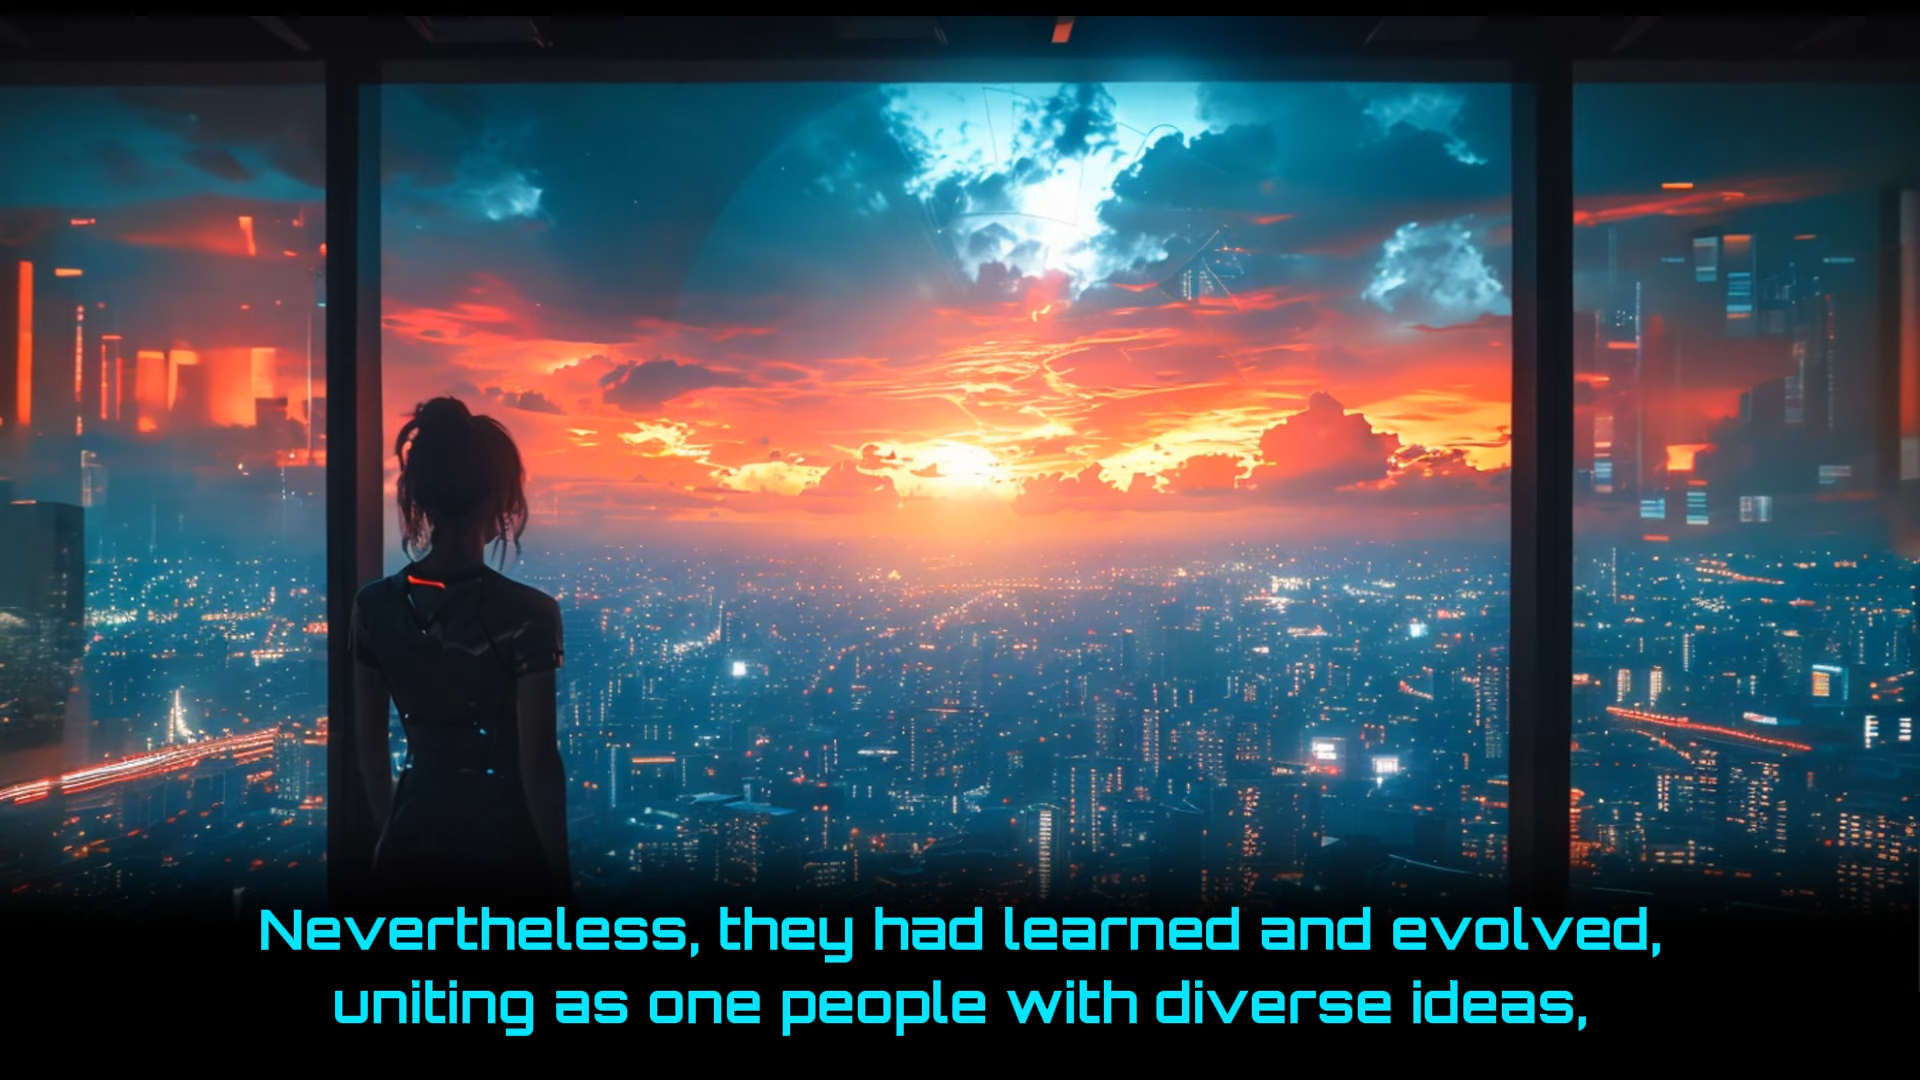 Nevertheless, they had learned and evolved,
uniting as one people with diverse ideas,